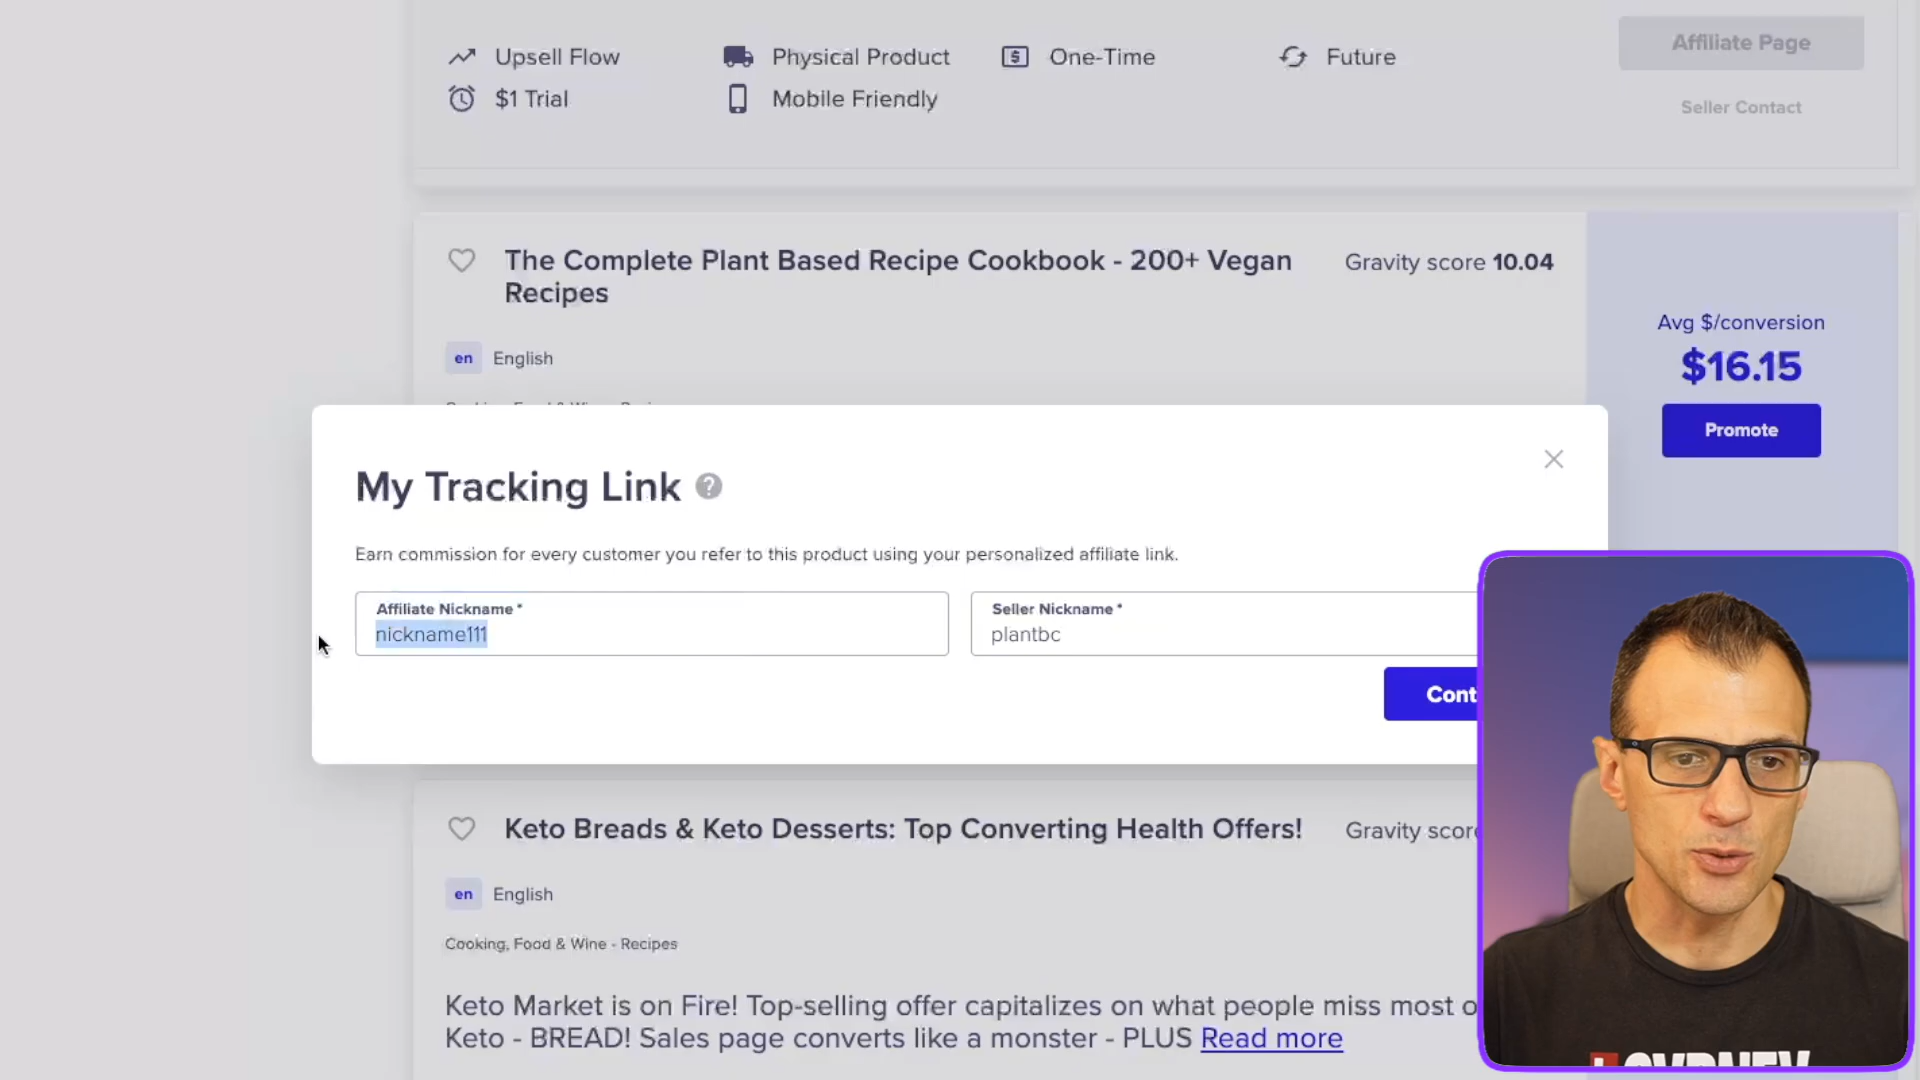 Upsell Flow
Physical Product
One-Time
Future
Affiliate Page
$1 Trial
Mobile Friendly
Seller Contact
The Complete Plant Based Recipe Cookbook - 200+ Vegan
Recipes
Gravity score 10.04
en English
Avg $/conversion
$16.15
Promote
My Tracking Link ?
Earn commission for every customer you refer to this product using your personalized affiliate link.
Affiliate Nickname *
nickname111
Seller Nickname *
plantbc
Cont
Keto Breads & Keto Desserts: Top Converting Health Offers!
Gravity score
en English
Cooking, Food & Wine - Recipes
Keto Market is on Fire! Top-selling offer capitalizes on what people miss most o
Keto - BREAD! Sales page converts like a monster - PLUS Read more